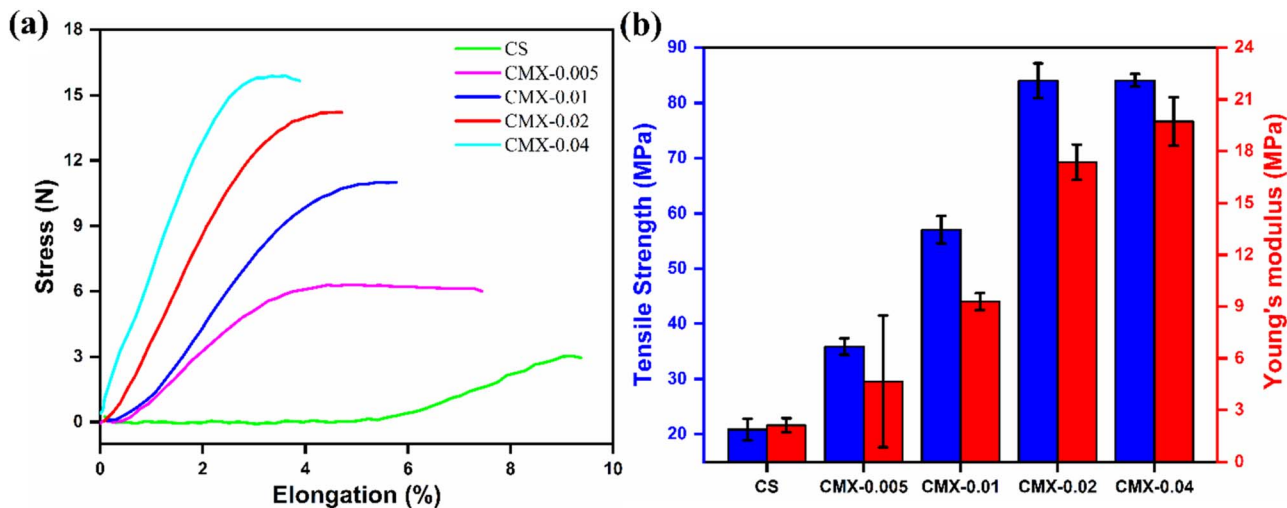 (a)
18
15
12
9
6
3
0
Stress (N)
0 2 4 6 8 10
Elongation (%)
CS
CMX-0.005
CMX-0.01
CMX-0.02
CMX-0.04
(b)
90
80
70
60
50
40
30
20
Tensile Strength (MPa)
CS CMX-0.005 CMX-0.01 CMX-0.02 CMX-0.04
24
21
18
15
12
9
6
3
0
Young's modulus (MPa)